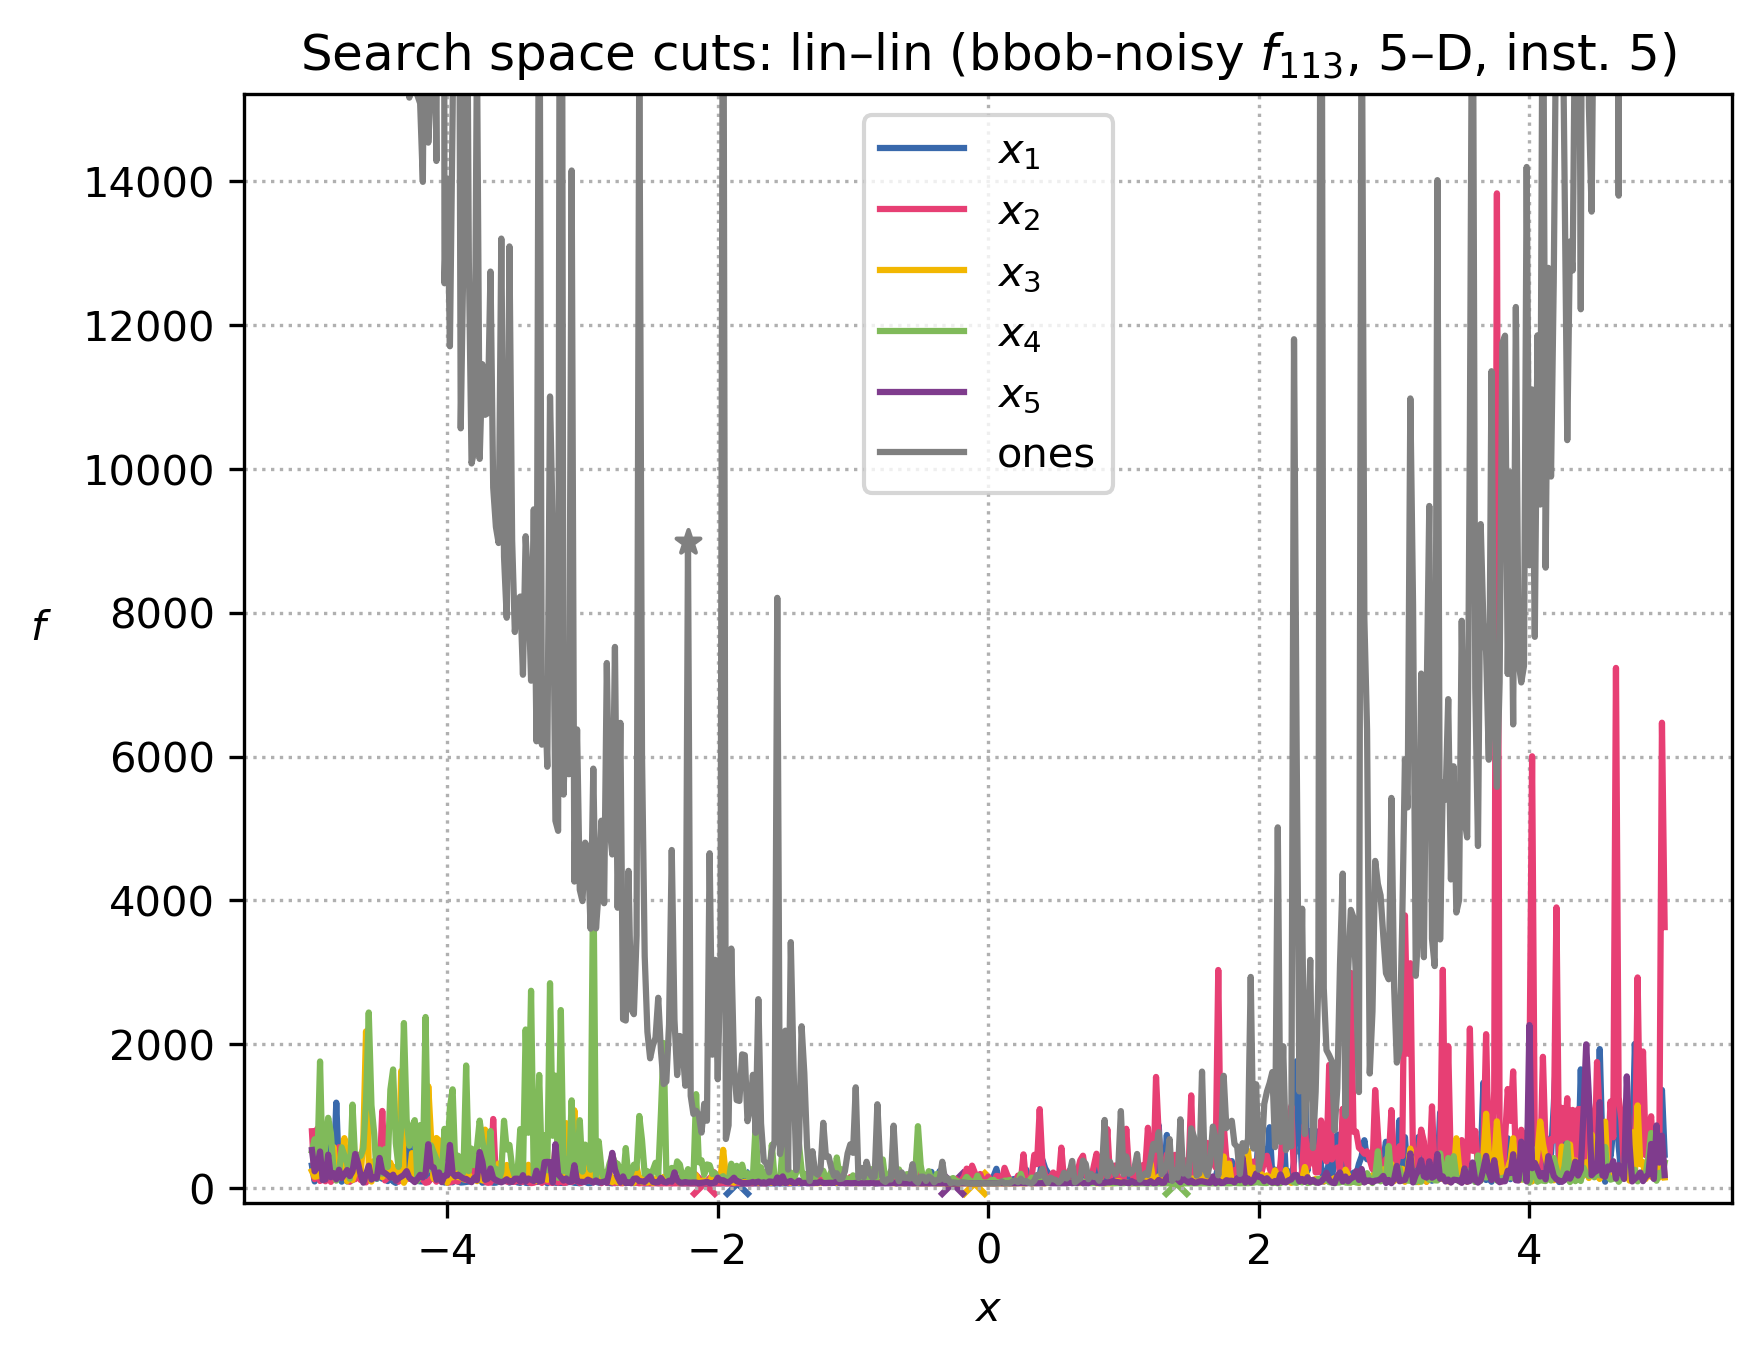 Search space cuts: lin–lin (bbob-noisy f₁₁₃, 5–D, inst. 5)
x₁
x₂
x₃
x₄
x₅
ones
14000
12000
10000
8000
6000
4000
2000
0
f
−4
−2
0
2
4
x